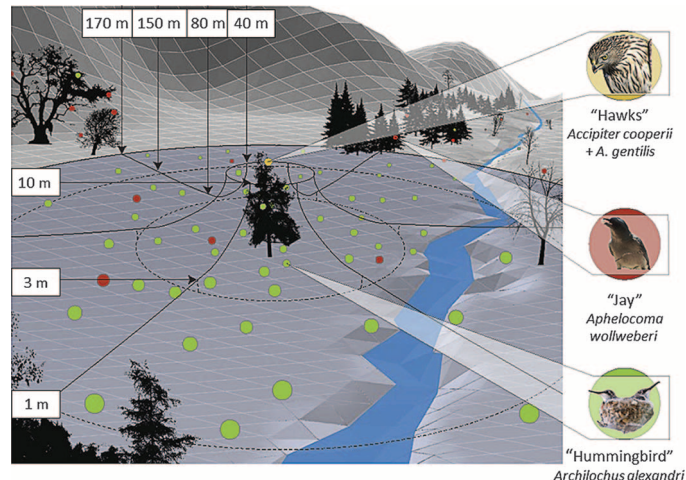 170 m 150 m 80 m 40 m
10 m
3 m
1 m
"Hawks"
Accipiter cooperii
+ A. gentilis
"Jay"
Aphelocoma
wollweberi
"Hummingbird"
Archilochus alexandri